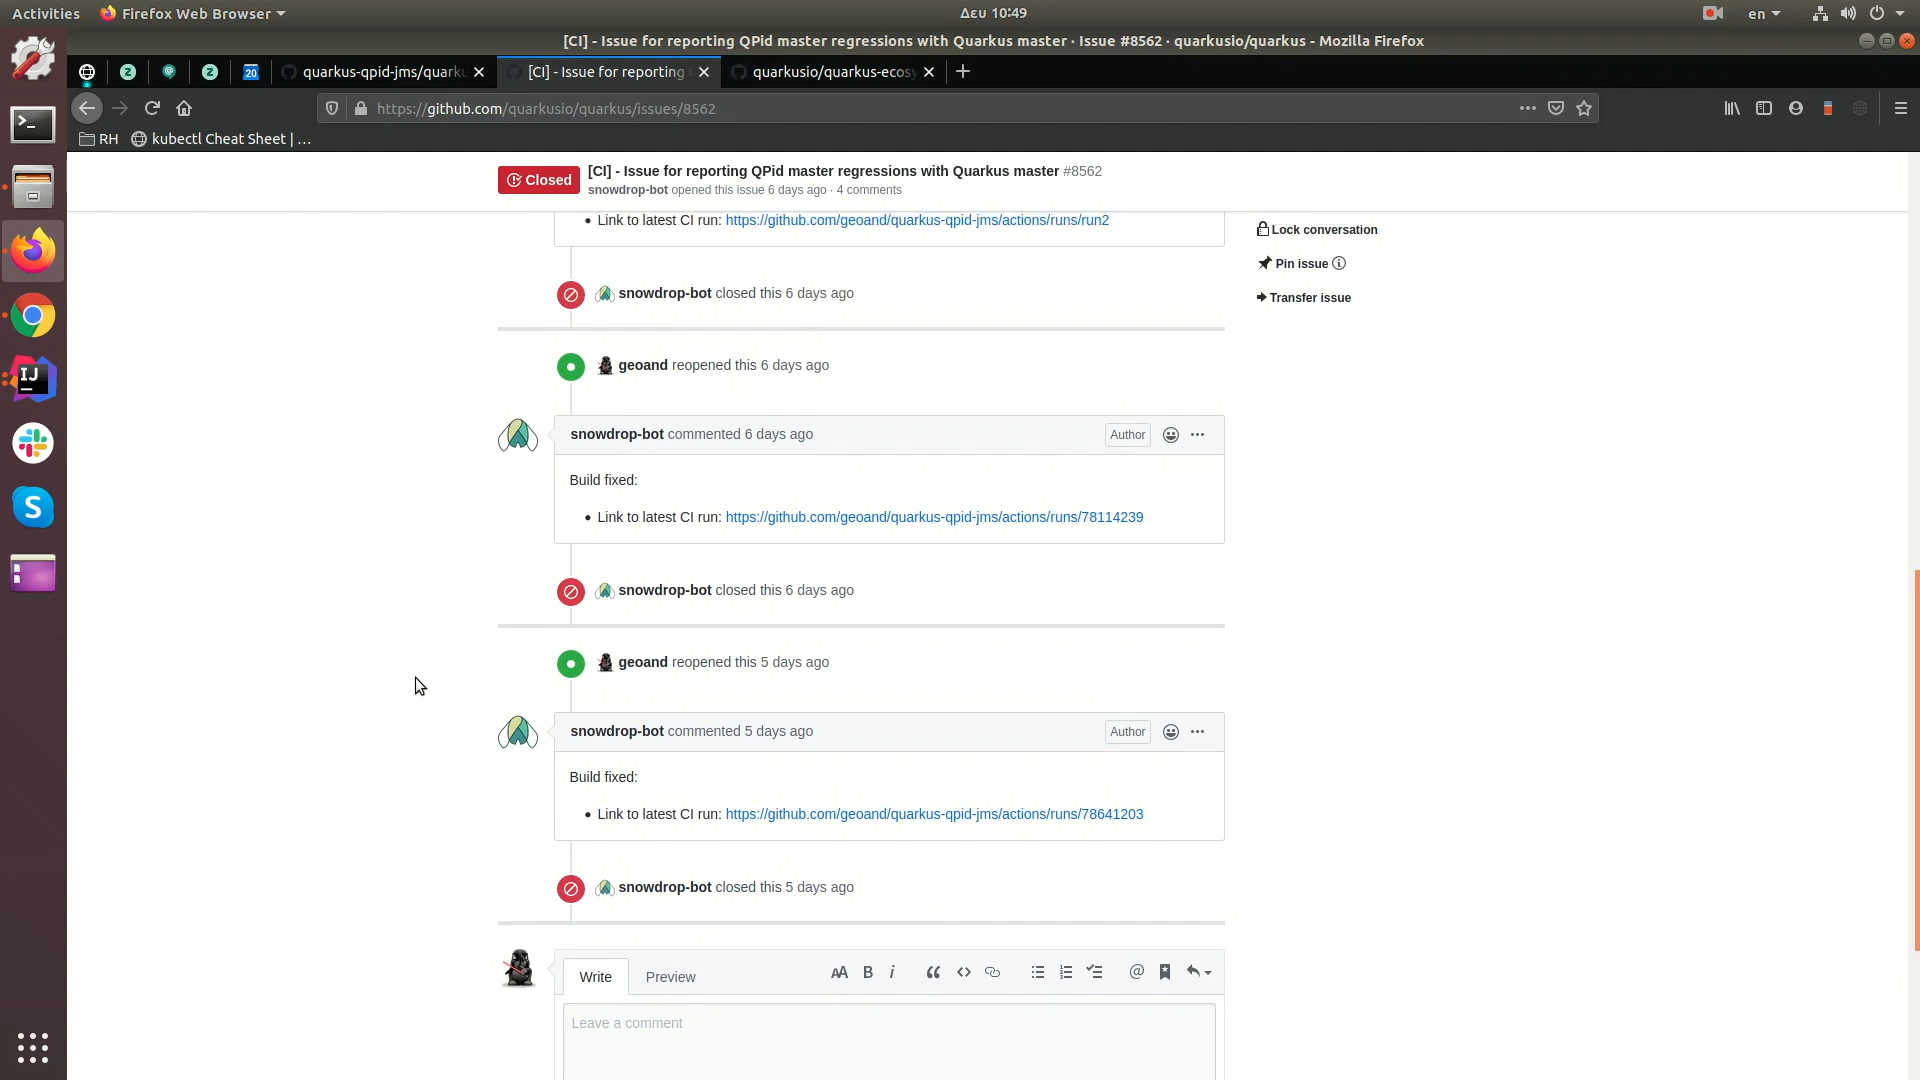 Activities Firefox Web Browser Δευ 10:49 en
[CI] - Issue for reporting QPid master regressions with Quarkus master · Issue #8562 · quarkusio/quarkus - Mozilla Firefox
20 quarkus-qpid-jms/quarku [CI] - Issue for reporting quarkusio/quarkus-ecosy
https://github.com/quarkusio/quarkus/issues/8562
RH kubectl Cheat Sheet | ...
Closed [CI] - Issue for reporting QPid master regressions with Quarkus master #8562
snowdrop-bot opened this issue 6 days ago · 4 comments
Link to latest CI run: https://github.com/geoand/quarkus-qpid-jms/actions/runs/run2
Lock conversation
Pin issue
Transfer issue
snowdrop-bot closed this 6 days ago
geoand reopened this 6 days ago
snowdrop-bot commented 6 days ago Author
Build fixed:
Link to latest CI run: https://github.com/geoand/quarkus-qpid-jms/actions/runs/78114239
snowdrop-bot closed this 6 days ago
geoand reopened this 5 days ago
snowdrop-bot commented 5 days ago Author
Build fixed:
Link to latest CI run: https://github.com/geoand/quarkus-qpid-jms/actions/runs/78641203
snowdrop-bot closed this 5 days ago
Write Preview AA B i
Leave a comment